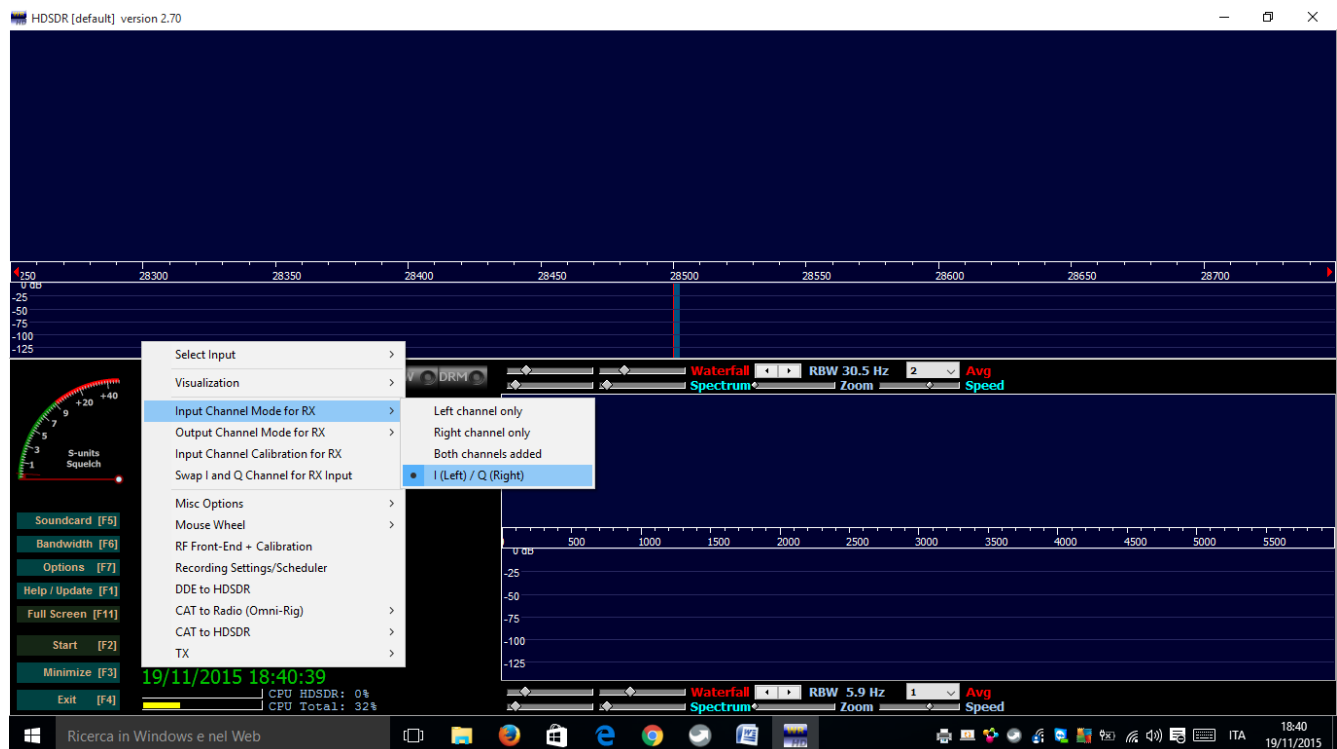 HDSDR [default] version 2.70
250 28300 28350 28400 28450 28500 28550 28600 28650 28700
0 dB
-25
-50
-75
-100
-125
Select Input
Visualization
Input Channel Mode for RX
Output Channel Mode for RX
Input Channel Calibration for RX
Swap I and Q Channel for RX Input
Misc Options
Mouse Wheel
RF Front-End + Calibration
Recording Settings/Scheduler
DDE to HDSDR
CAT to Radio (Omni-Rig)
CAT to HDSDR
TX
Left channel only
Right channel only
Both channels added
I (Left) / Q (Right)
DRM
Waterfall RBW 30.5 Hz 2 Avg
Spectrum Zoom Speed
+40
+20
9
7
5
3
1
S-units
Squelch
Soundcard [F5]
Bandwidth [F6]
Options [F7]
Help / Update [F1]
Full Screen [F11]
Start [F2]
Minimize [F3]
Exit [F4]
500 1000 1500 2000 2500 3000 3500 4000 4500 5000 5500
0 dB
-25
-50
-75
-100
-125
19/11/2015 18:40:39
CPU HDSDR: 0%
CPU Total: 32%
Waterfall RBW 5.9 Hz 1 Avg
Spectrum Zoom Speed
Ricerca in Windows e nel Web
ITA
18:40
19/11/2015